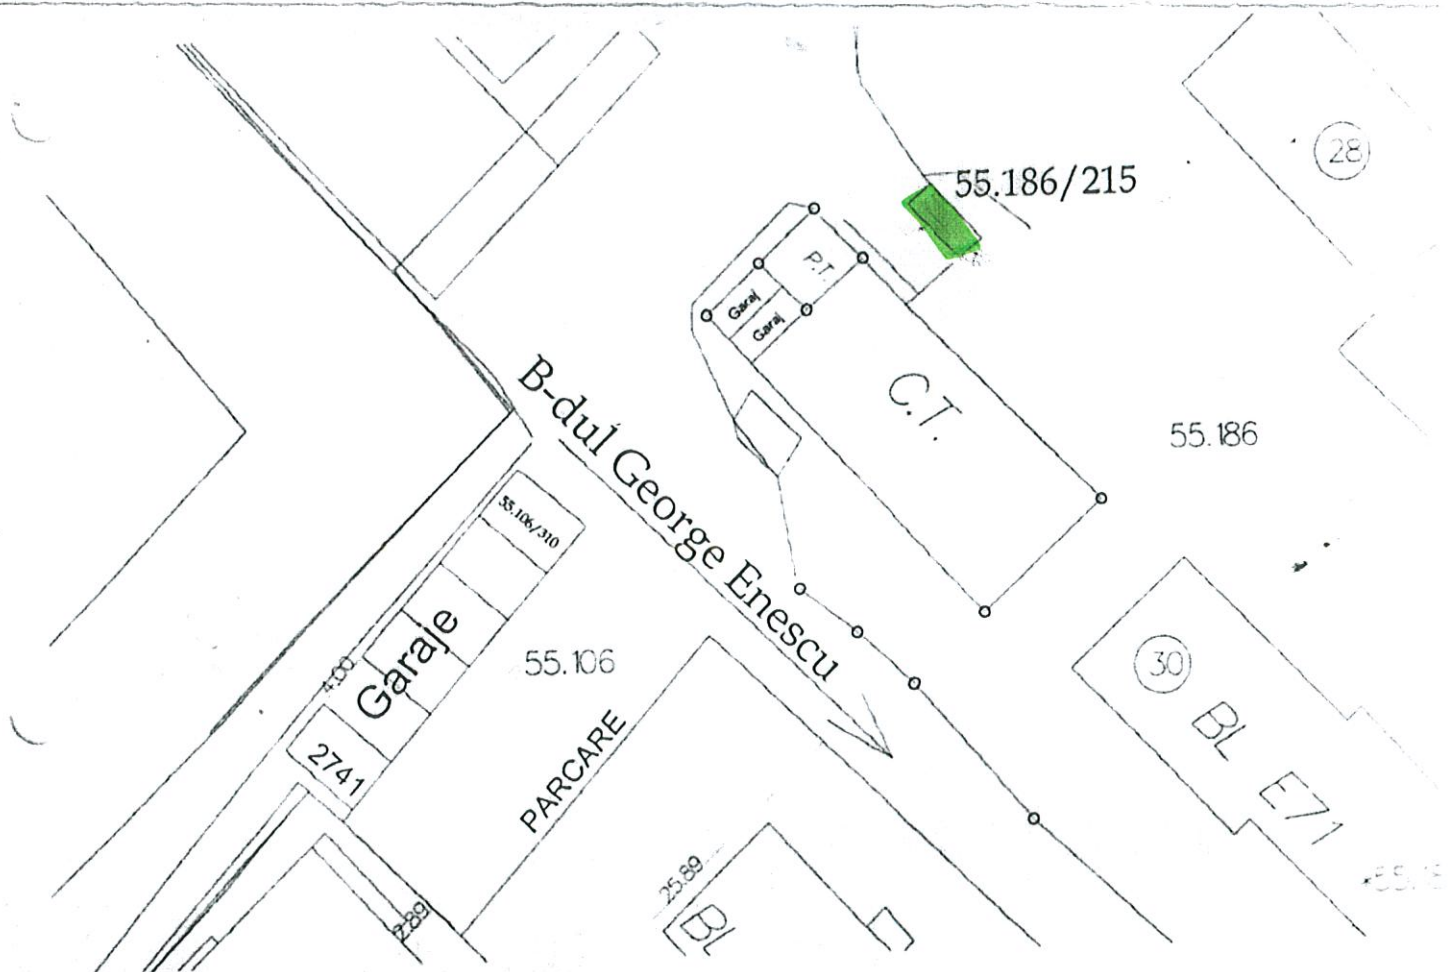 28
55.186/215
P.T.
Garaj
Garaj
C.T.
B-dul George Enescu
55.186
55.106/310
Garaje
55.106
4.00
30
BL E71
2741
PARCARE
25.89
BL
2.89